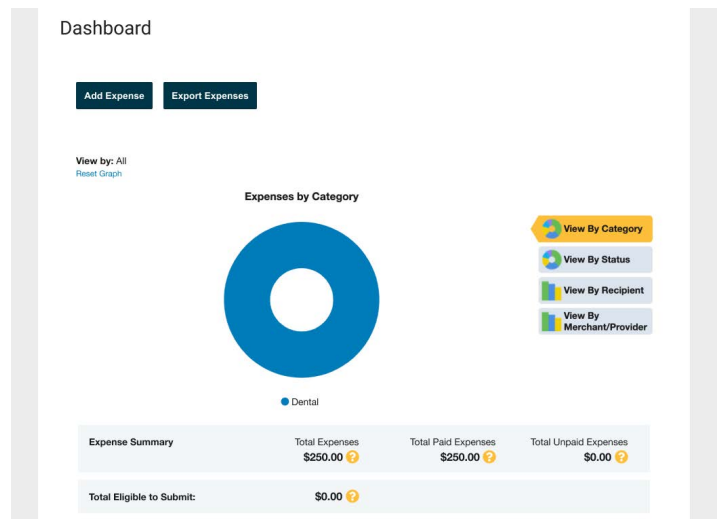 Dashboard
Add Expense Export Expenses
View by: All
Reset Graph
Expenses by Category
View By Category
View By Status
View By Recipient
View By
Merchant/Provider
Dental
Expense Summary Total Expenses Total Paid Expenses Total Unpaid Expenses
$250.00 ? $250.00 ? $0.00 ?
Total Eligible to Submit: $0.00 ?